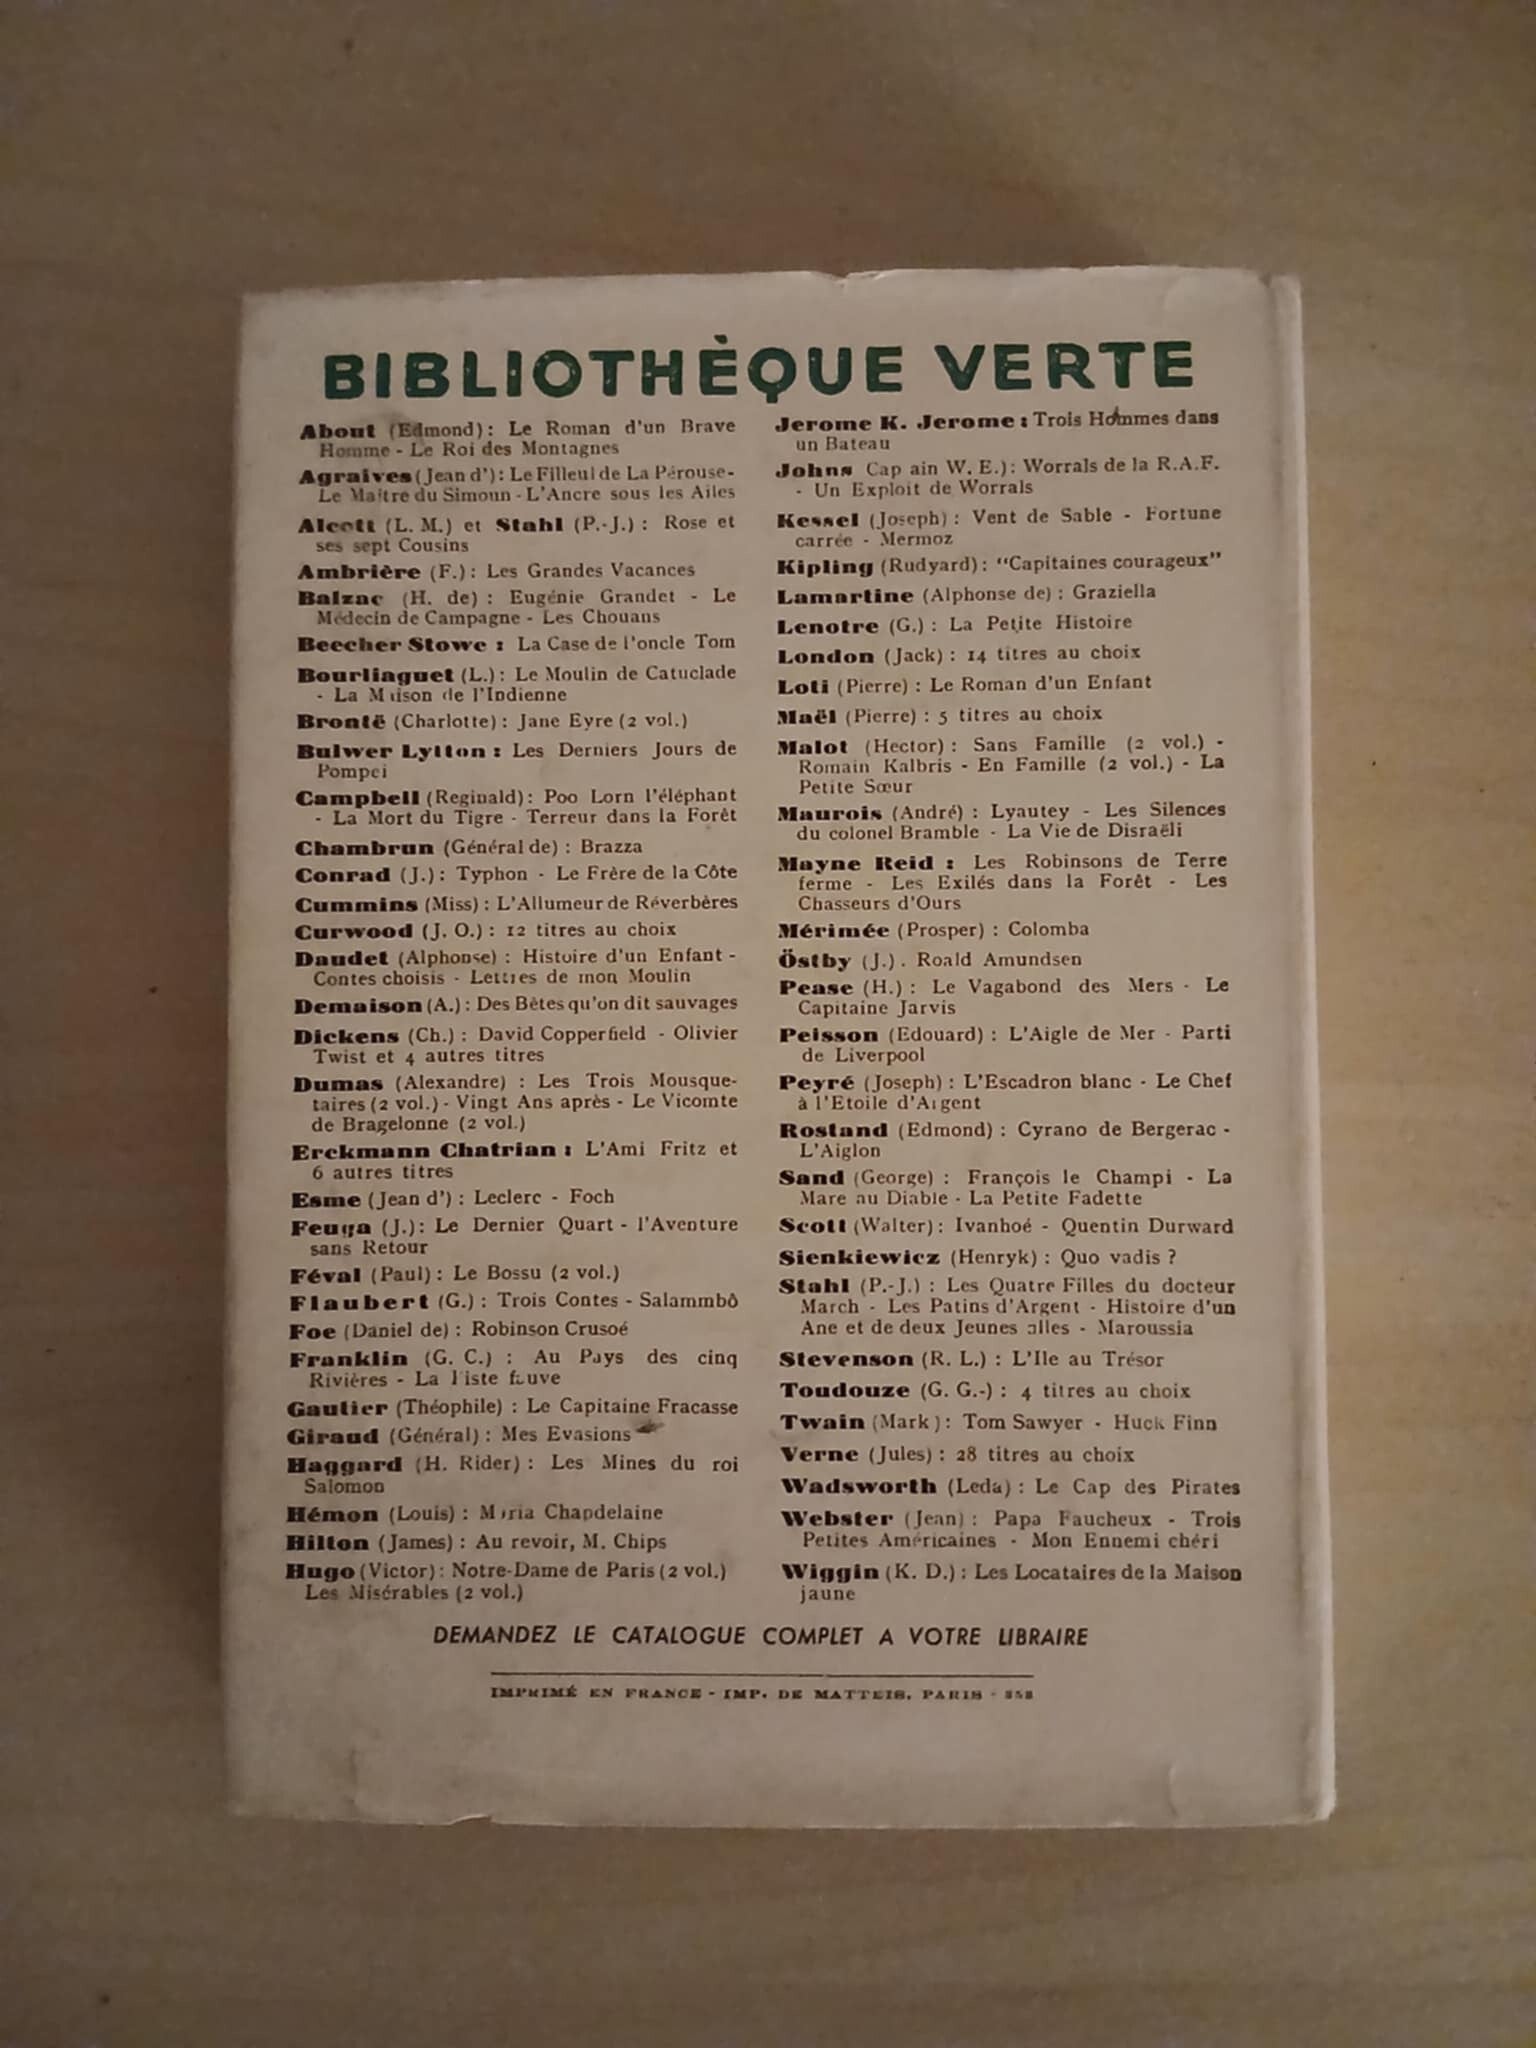 BIBLIOTHÈQUE VERTE
About (Edmond): Le Roman d'un Brave
Homme - Le Roi des Montagnes
Agraives (Jean d'): Le Filleul de La Pérouse-
Le Maître du Simoun - L'Ancre sous les Ailes
Alcott (L. M.) et Stahl (P.-J.) : Rose et
ses sept Cousins
Ambrière (F.) : Les Grandes Vacances
Balzac (H. de) : Eugénie Grandet - Le
Médecin de Campagne - Les Chouans
Beecher Stowe : La Case de l'oncle Tom
Bourliaguet (L.) : Le Moulin de Catuclade
- La Maison de l'Indienne
Brontë (Charlotte) : Jane Eyre (2 vol.)
Bulwer Lytton : Les Derniers Jours de
Pompei
Campbell (Reginald) : Poo Lorn l'éléphant
- La Mort du Tigre - Terreur dans la Forêt
Chambrun (Général de) : Brazza
Conrad (J.) : Typhon - Le Frère de la Côte
Cummins (Miss) : L'Allumeur de Réverbères
Curwood (J. O.) : 12 titres au choix
Daudet (Alphonse) : Histoire d'un Enfant -
Contes choisis - Lettres de mon Moulin
Demaison (A.) : Des Bêtes qu'on dit sauvages
Dickens (Ch.) : David Copperfield - Olivier
Twist et 4 autres titres
Dumas (Alexandre) : Les Trois Mousque-
taires (2 vol.) - Vingt Ans après - Le Vicomte
de Bragelonne (2 vol.)
Erckmann Chatrian : L'Ami Fritz et
6 autres titres
Esme (Jean d') : Leclerc - Foch
Feuga (J.) : Le Dernier Quart - l'Aventure
sans Retour
Féval (Paul) : Le Bossu (2 vol.)
Flaubert (G.) : Trois Contes - Salammbô
Foe (Daniel de) : Robinson Crusoé
Franklin (G. C.) : Au Pays des cinq
Rivières - La Piste fauve
Gautier (Théophile) : Le Capitaine Fracasse
Giraud (Général) : Mes Evasions
Haggard (H. Rider) : Les Mines du roi
Salomon
Hémon (Louis) : Maria Chapdelaine
Hilton (James) : Au revoir, M. Chips
Hugo (Victor) : Notre-Dame de Paris (2 vol.)
Les Misérables (2 vol.)
Jerome K. Jerome : Trois Hommes dans
un Bateau
Johns Cap ain W. E.) : Worrals de la R.A.F.
- Un Exploit de Worrals
Kessel (Joseph) : Vent de Sable - Fortune
carrée - Mermoz
Kipling (Rudyard) : "Capitaines courageux"
Lamartine (Alphonse de) : Graziella
Lenotre (G.) : La Petite Histoire
London (Jack) : 14 titres au choix
Loti (Pierre) : Le Roman d'un Enfant
Maël (Pierre) : 5 titres au choix
Malot (Hector) : Sans Famille (2 vol.) -
Romain Kalbris - En Famille (2 vol.) - La
Petite Sœur
Maurois (André) : Lyautey - Les Silences
du colonel Bramble - La Vie de Disraëli
Mayne Reid : Les Robinsons de Terre
ferme - Les Exilés dans la Forêt - Les
Chasseurs d'Ours
Mérimée (Prosper) : Colomba
Östby (J.) . Roald Amundsen
Pease (H.) : Le Vagabond des Mers - Le
Capitaine Jarvis
Peisson (Edouard) : L'Aigle de Mer - Parti
de Liverpool
Peyré (Joseph) : L'Escadron blanc - Le Chef
à l'Etoile d'Argent
Rostand (Edmond) : Cyrano de Bergerac -
L'Aiglon
Sand (George) : François le Champi - La
Mare au Diable - La Petite Fadette
Scott (Walter) : Ivanhoé - Quentin Durward
Sienkiewicz (Henryk) : Quo vadis ?
Stahl (P.-J.) : Les Quatre Filles du docteur
March - Les Patins d'Argent - Histoire d'un
Ane et de deux Jeunes alles - Maroussia
Stevenson (R. L.) : L'Ile au Trésor
Toudouze (G. G.-) : 4 titres au choix
Twain (Mark) : Tom Sawyer - Huck Finn
Verne (Jules) : 28 titres au choix
Wadsworth (Leda) : Le Cap des Pirates
Webster (Jean) : Papa Faucheux - Trois
Petites Américaines - Mon Ennemi chéri
Wiggin (K. D.) : Les Locataires de la Maison
jaune
DEMANDEZ LE CATALOGUE COMPLET A VOTRE LIBRAIRE
IMPRIMÉ EN FRANCE - IMP. DE MATTEIS, PARIS -